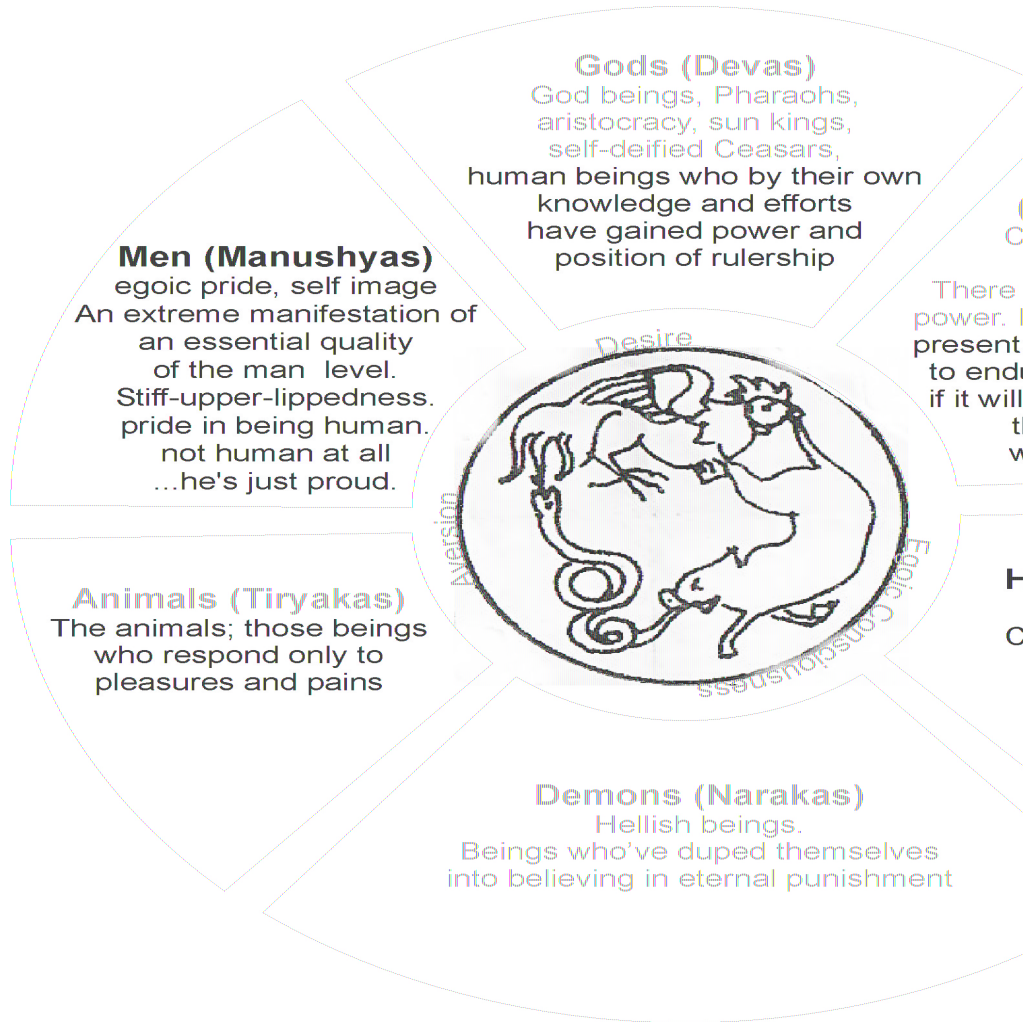 Gods (Devas)
God beings, Pharaohs,
aristocracy, sun kings,
self-deified Ceasars,
human beings who by their own
knowledge and efforts
have gained power and
position of rulership
Men (Manushyas)
egoic pride, self image
An extreme manifestation of
an essential quality
of the man level.
Stiff-upper-lippedness.
pride in being human.
not human at all
...he's just proud.
There
power.
present
if it will
Desire
Aversion
Egoic Consciousness
Animals (Tiryakas)
The animals; those beings
who respond only to
pleasures and pains
Demons (Narakas)
Hellish beings.
Beings who've duped themselves
into believing in eternal punishment